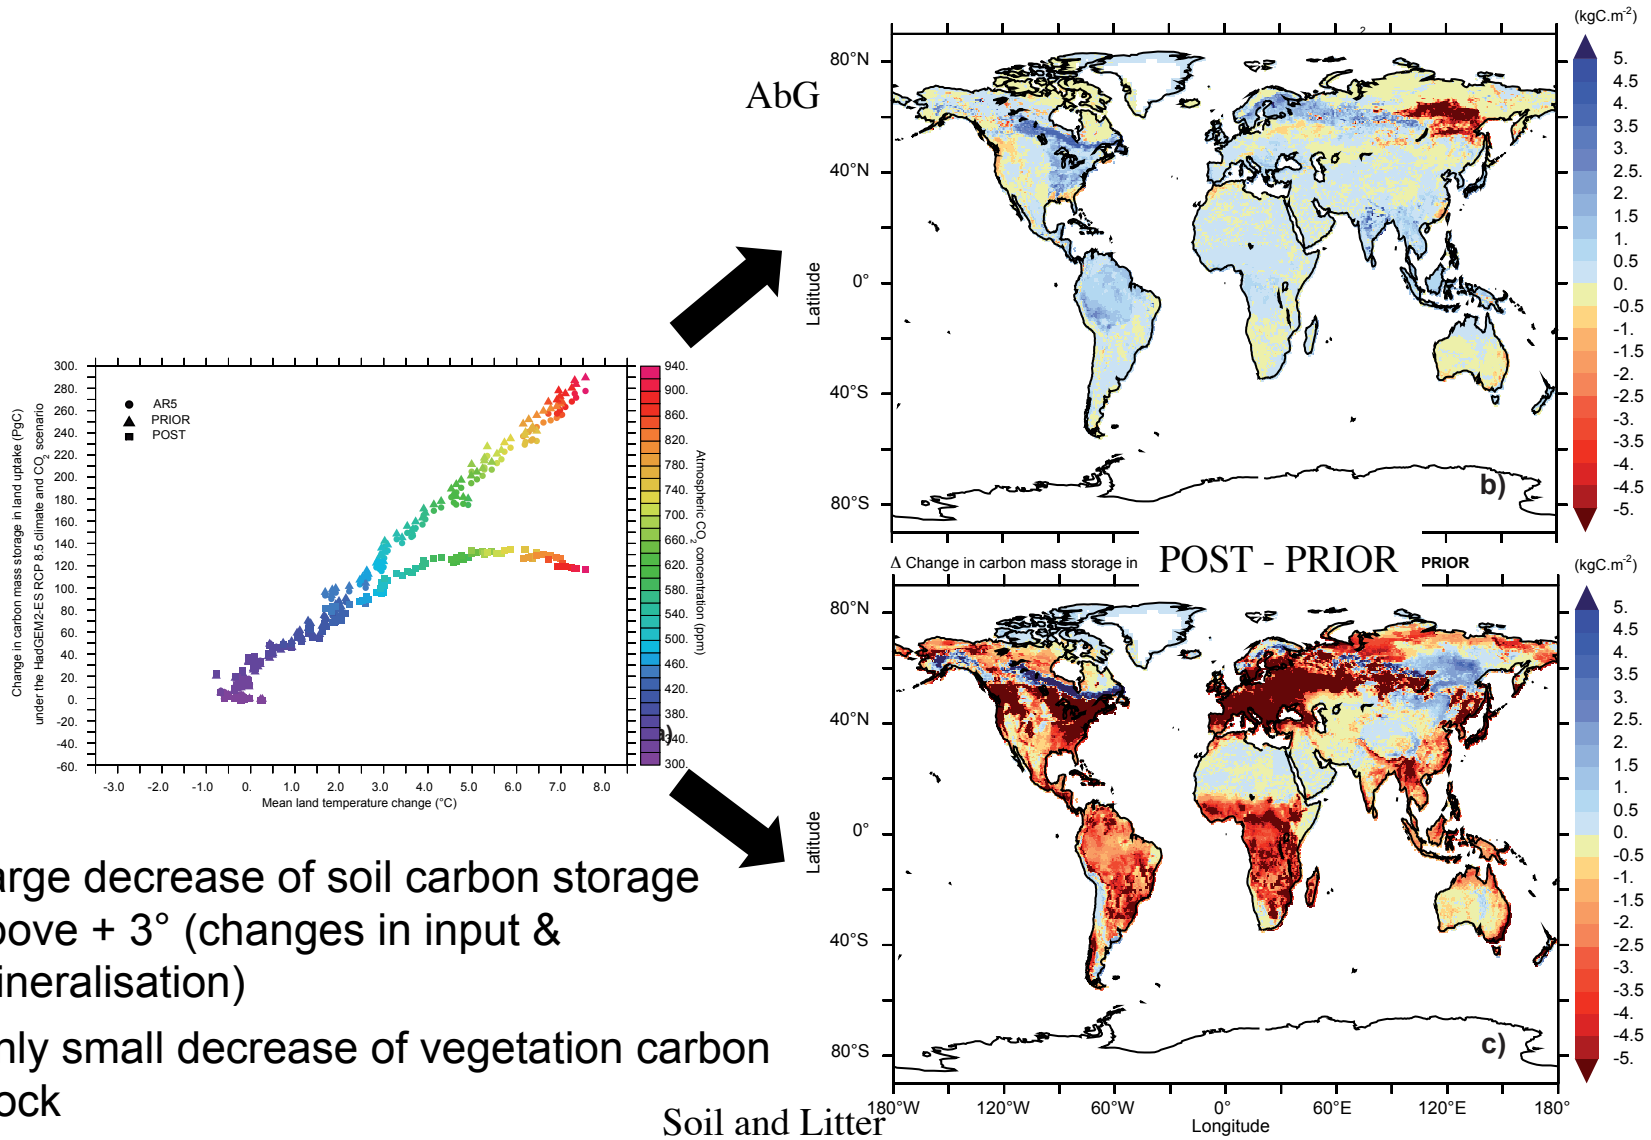 (kgC.m-2)
2
80°N
40°N
0°
40°S
80°S
Latitude
AbG
b)
5.
4.5
4.
3.5
3.
2.5.
2.
1.5
1.
0.5
0.
-0.5
-1.
-1.5
-2.
-2.5
-3.
-3.5
-4.
-4.5
-5.
300.
280.
260.
240.
220.
200.
180.
160.
140.
120.
100.
80.
60.
40.
20.
0.
-20.
-40.
-60.
Change in carbon mass storage in land uptake (PgC)
under the HadGEM2-ES RCP 8.5 climate and CO2 scenario
AR5
PRIOR
POST
-3.0 -2.0 -1.0 0. 1.0 2.0 3.0 4.0 5.0 6.0 7.0 8.0
Mean land temperature change (°C)
940.
900.
860.
820.
780.
740.
700.
660.
620.
580.
540.
500.
460.
420.
380.
340.
300.
Atmospheric CO2 concentration (ppm)
Δ Change in carbon mass storage in
POST - PRIOR
PRIOR
(kgC.m-2)
80°N
40°N
0°
40°S
80°S
Latitude
c)
180°W 120°W 60°W 0° 60°E 120°E 180°
Longitude
5.
4.5
4.
3.5
3.
2.5.
2.
1.5
1.
0.5
0.
-0.5
-1.
-1.5
-2.
-2.5
-3.
-3.5
-4.
-4.5
-5.
arge decrease of soil carbon storage
bove + 3° (changes in input &
ineralisation)
nly small decrease of vegetation carbon
ock
Soil and Litter